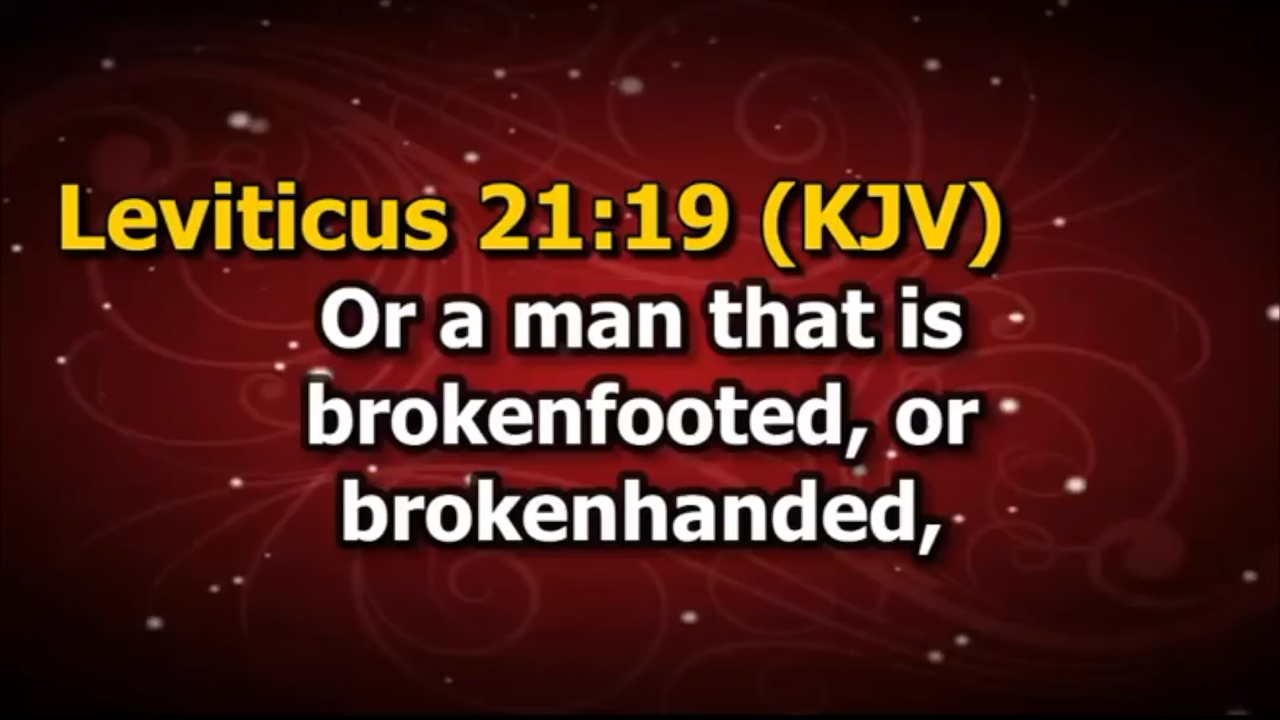 Leviticus 21:19 (KJV)
Or a man that is
brokenfooted, or
brokenhanded,